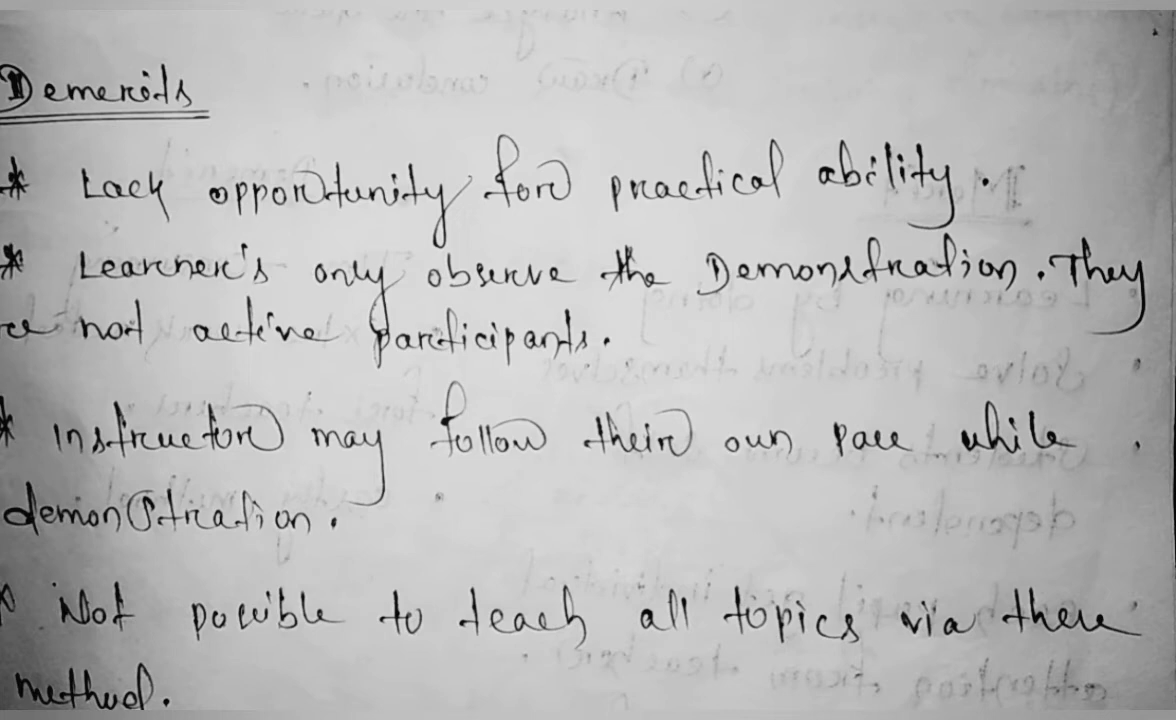 Demerits
* Lack opportunity for practical ability.
* Learner's only observe the Demonstration. They
not active participants.
* Instructor may follow their own pace while
demonstration.
* Not possible to teach all topics via these
method.